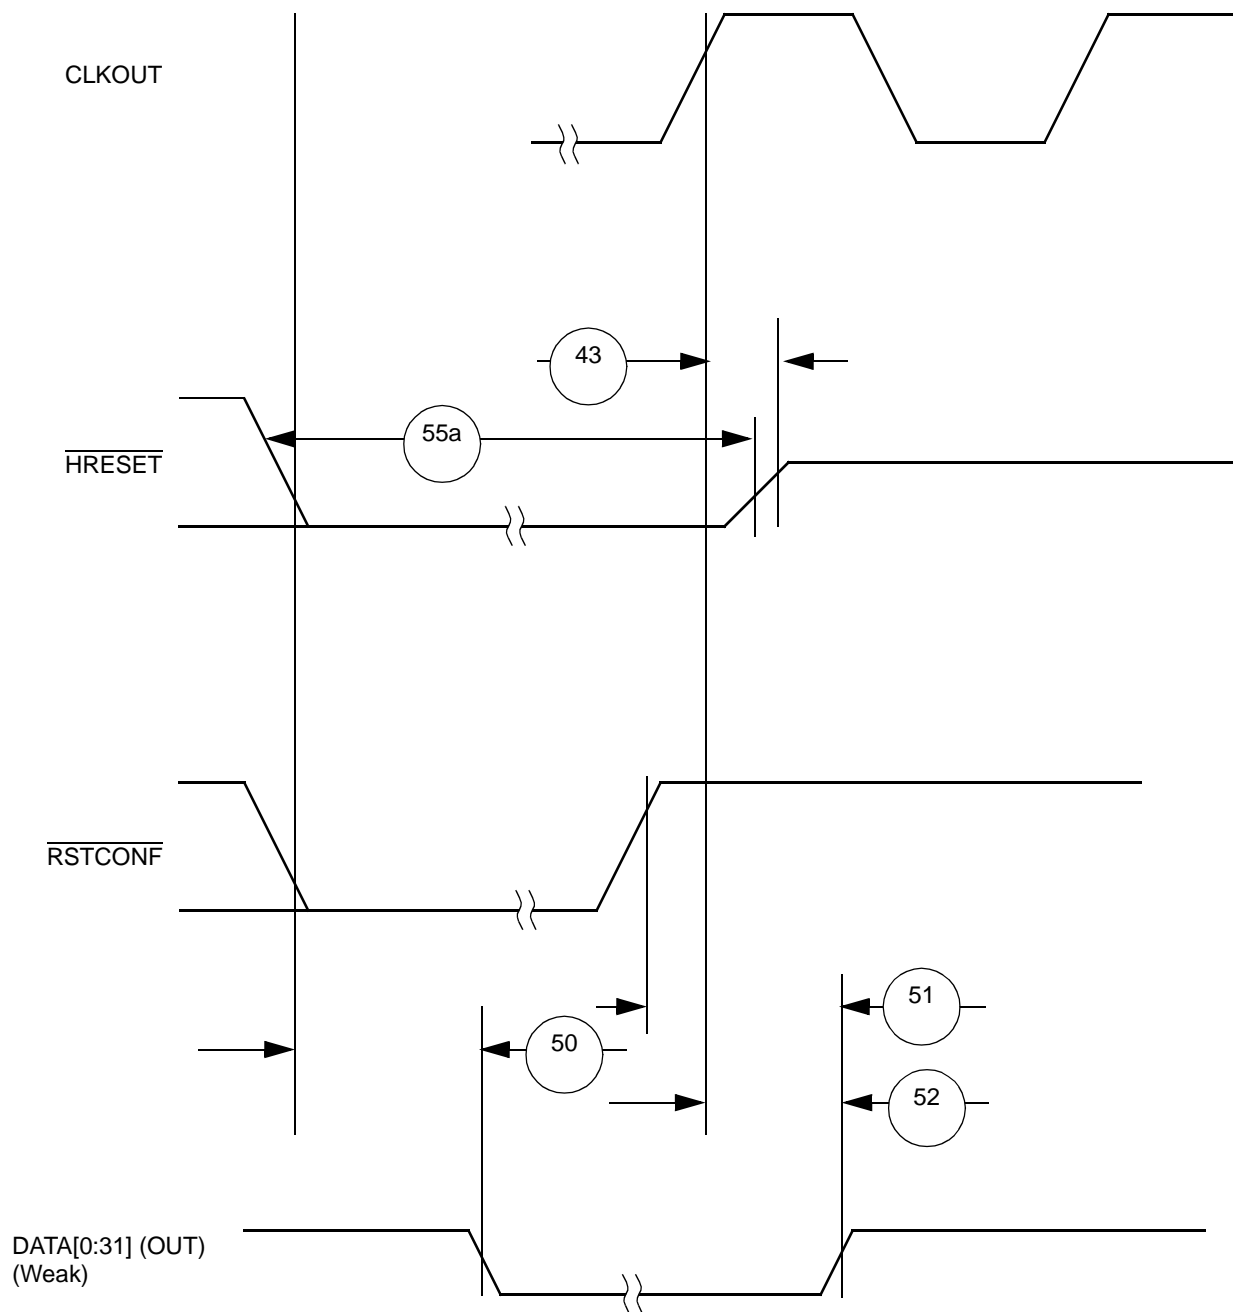 CLKOUT
43
55a
HRESET
RSTCONF
51
50
52
DATA[0:31] (OUT)
(Weak)